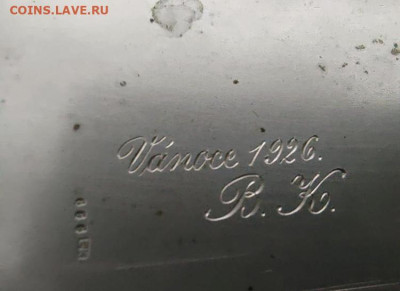 COINS.LAVE.RU
Vánoce 1926.
B. K.